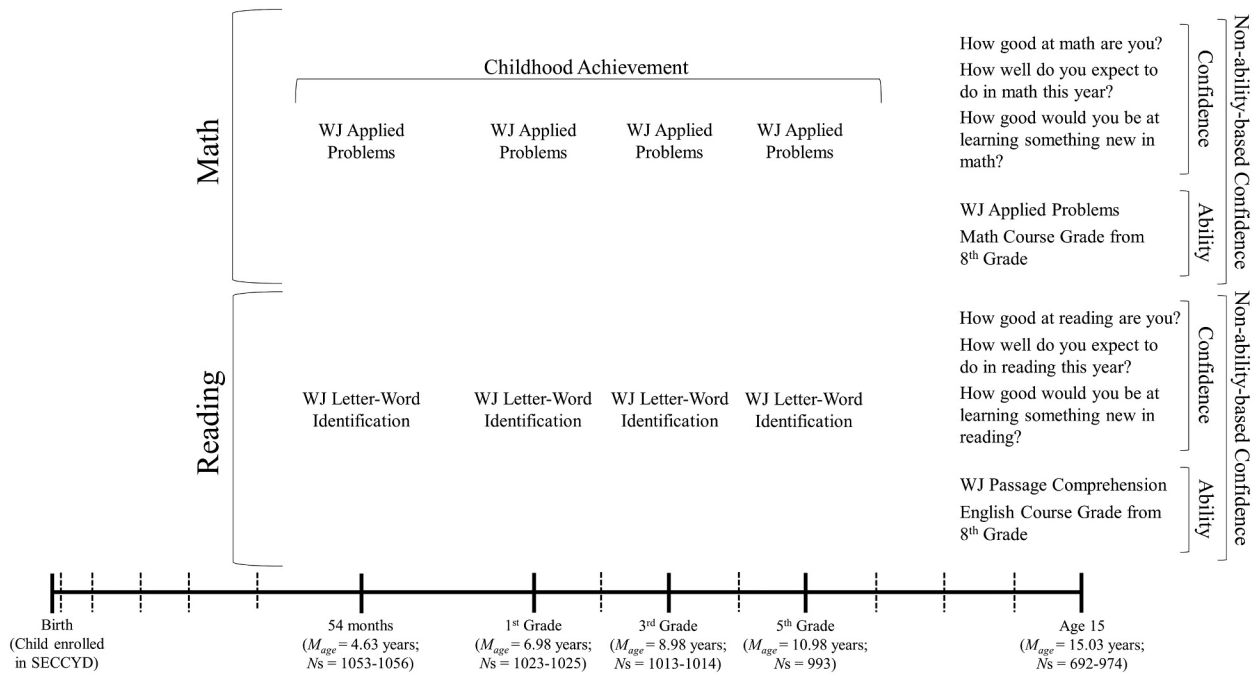 Math
Childhood Achievement
WJ Applied
Problems
WJ Applied
Problems
WJ Applied
Problems
WJ Applied
Problems
How good at math are you?
How well do you expect to
do in math this year?
How good would you be at
learning something new in
math?
Confidence
WJ Applied Problems
Math Course Grade from
8th Grade
Ability
Non-ability-based Confidence
Reading
WJ Letter-Word
Identification
WJ Letter-Word
Identification
WJ Letter-Word
Identification
WJ Letter-Word
Identification
How good at reading are you?
How well do you expect to
do in reading this year?
How good would you be at
learning something new in
reading?
Confidence
WJ Passage Comprehension
English Course Grade from
8th Grade
Ability
Non-ability-based Confidence
Birth
(Child enrolled
in SECCYD)
54 months
(Mage = 4.63 years;
Ns = 1053-1056)
1st Grade
(Mage = 6.98 years;
Ns = 1023-1025)
3rd Grade
(Mage = 8.98 years;
Ns = 1013-1014)
5th Grade
(Mage = 10.98 years;
Ns = 993)
Age 15
(Mage = 15.03 years;
Ns = 692-974)